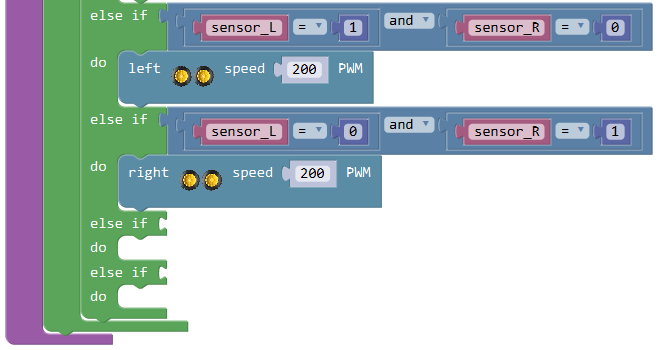 else if sensor_L = 1 and sensor_R = 0
do left speed 200 PWM
else if sensor_L = 0 and sensor_R = 1
do right speed 200 PWM
else if
do
else if
do